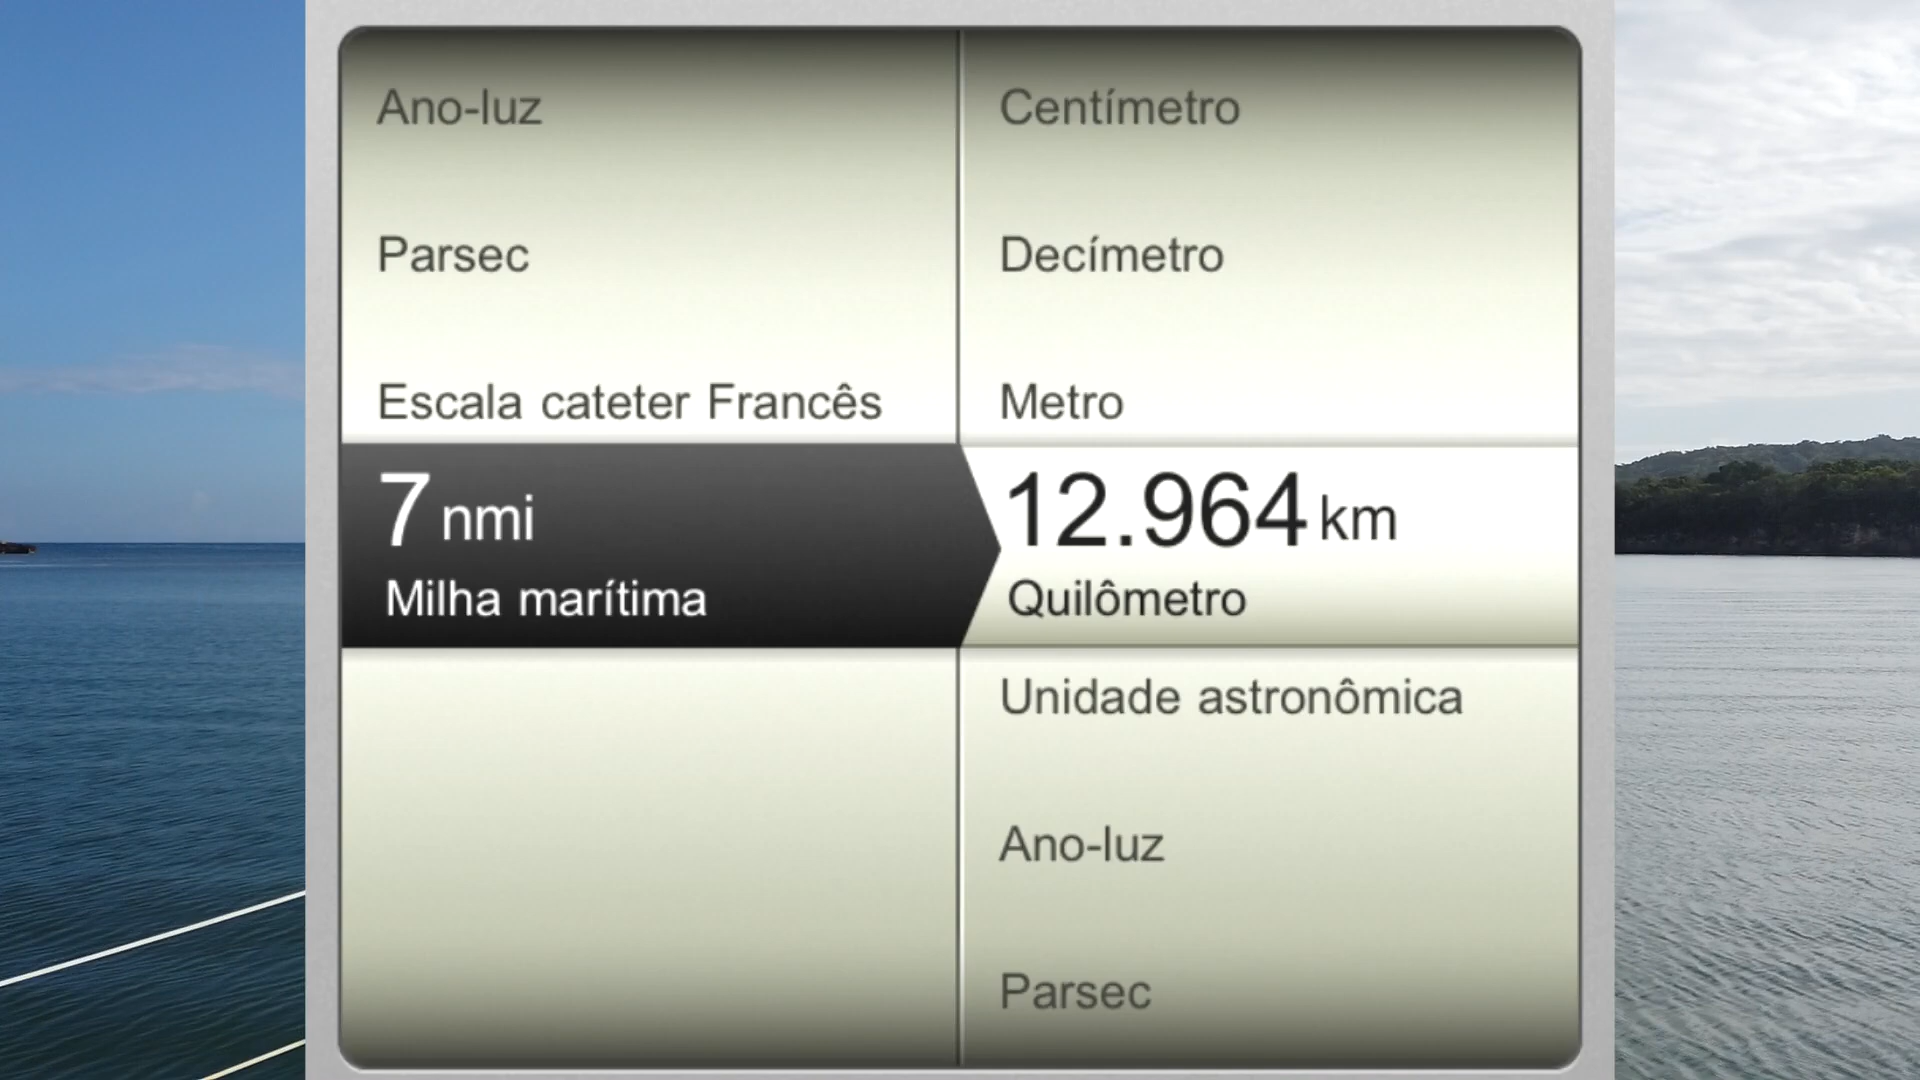 Ano-luz
Parsec
Escala cateter Francês
7 nmi
Milha marítima
Centímetro
Decímetro
Metro
12.964 km
Quilômetro
Unidade astronômica
Ano-luz
Parsec